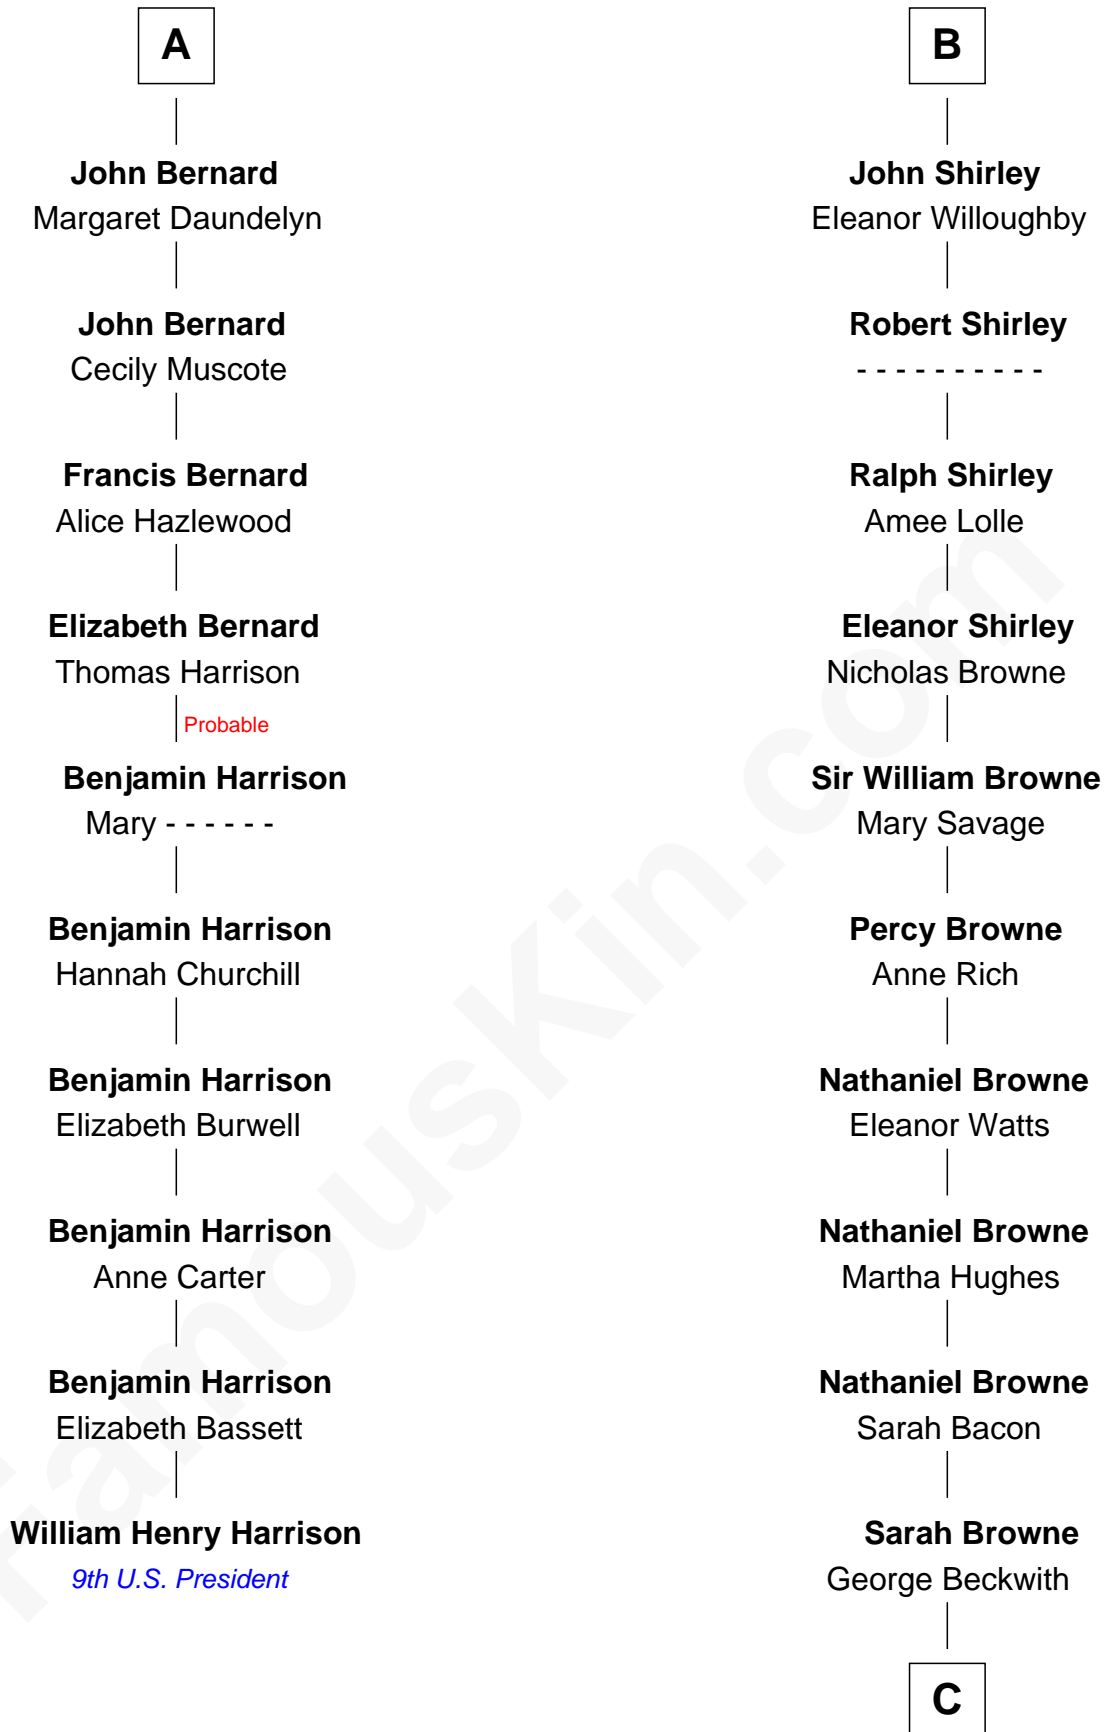 A
John Bernard
Margaret Daundelyn
John Bernard
Cecily Muscote
Francis Bernard
Alice Hazlewood
Elizabeth Bernard
Thomas Harrison
Probable
Benjamin Harrison
Mary - - - - - -
Benjamin Harrison
Hannah Churchill
Benjamin Harrison
Elizabeth Burwell
Benjamin Harrison
Anne Carter
Benjamin Harrison
Elizabeth Bassett
William Henry Harrison
9th U.S. President
B
John Shirley
Eleanor Willoughby
Robert Shirley
- - - - - - - - - -
Ralph Shirley
Amee Lolle
Eleanor Shirley
Nicholas Browne
Sir William Browne
Mary Savage
Percy Browne
Anne Rich
Nathaniel Browne
Eleanor Watts
Nathaniel Browne
Martha Hughes
Nathaniel Browne
Sarah Bacon
Sarah Browne
George Beckwith
C
FamousKin.com